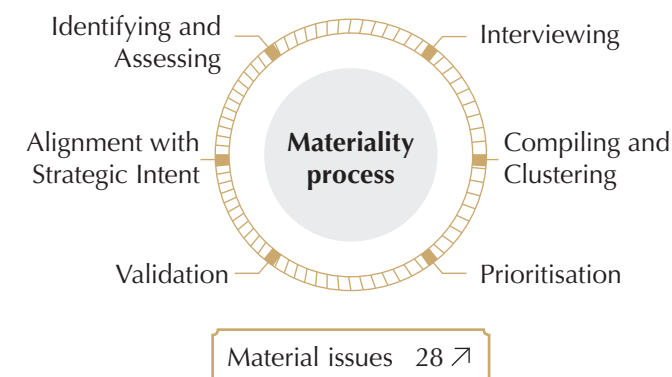 Identifying and
Assessing
Interviewing
Alignment with
Strategic Intent
Materiality
process
Compiling and
Clustering
Validation
Prioritisation
Material issues 28 ↗